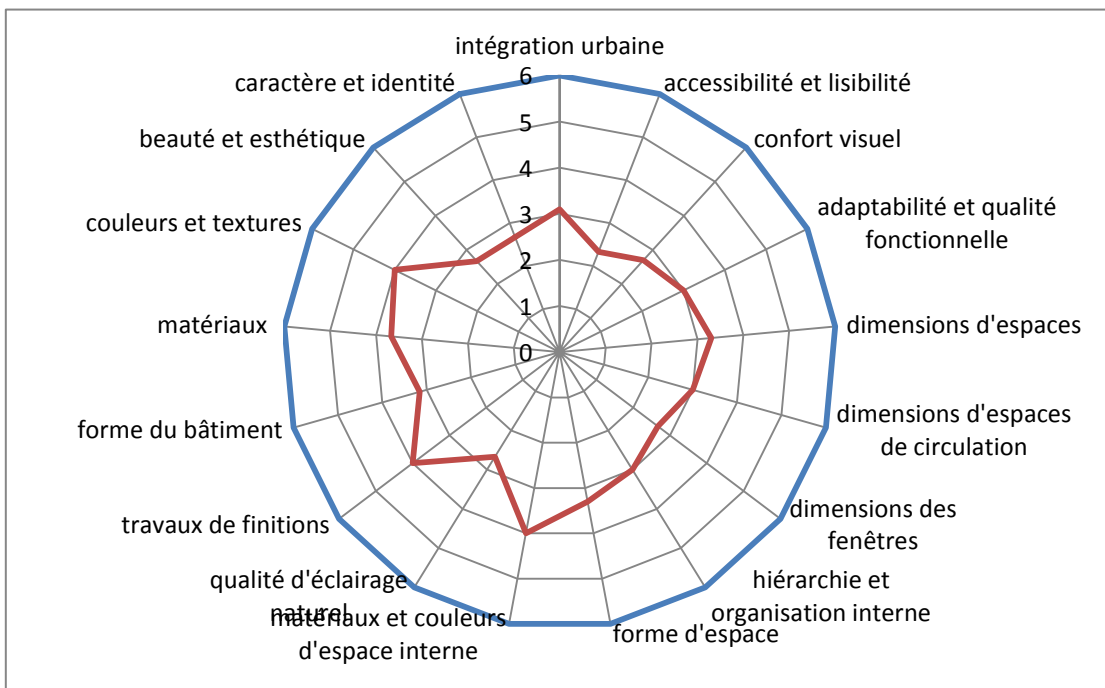 intégration urbaine
accessibilité et lisibilité
confort visuel
adaptabilité et qualité
fonctionnelle
dimensions d'espaces
dimensions d'espaces
de circulation
dimensions des
fenêtres
hiérarchie et
organisation interne
forme d'espace
matériaux et couleurs
d'espace interne
qualité d'éclairage
naturel
travaux de finitions
forme du bâtiment
matériaux
couleurs et textures
beauté et esthétique
caractère et identité
6
5
4
3
2
1
0